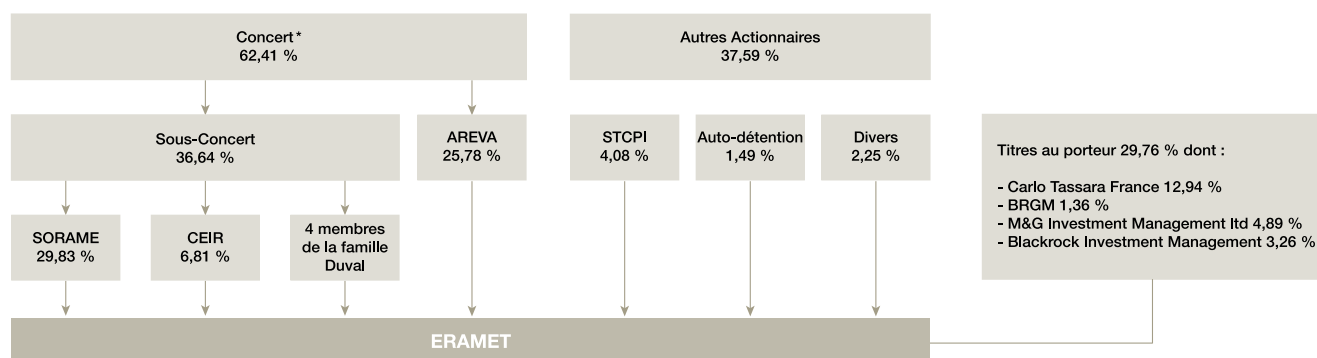 Concert*
62,41 %
Autres Actionnaires
37,59 %
Sous-Concert
36,64 %
AREVA
25,78 %
STCPI
4,08 %
Auto-détention
1,49 %
Divers
2,25 %
Titres au porteur 29,76 % dont :
- Carlo Tassara France 12,94 %
- BRGM 1,36 %
- M&G Investment Management ltd 4,89 %
- Blackrock Investment Management 3,26 %
SORAME
29,83 %
CEIR
6,81 %
4 membres
de la famille
Duval
ERAMET